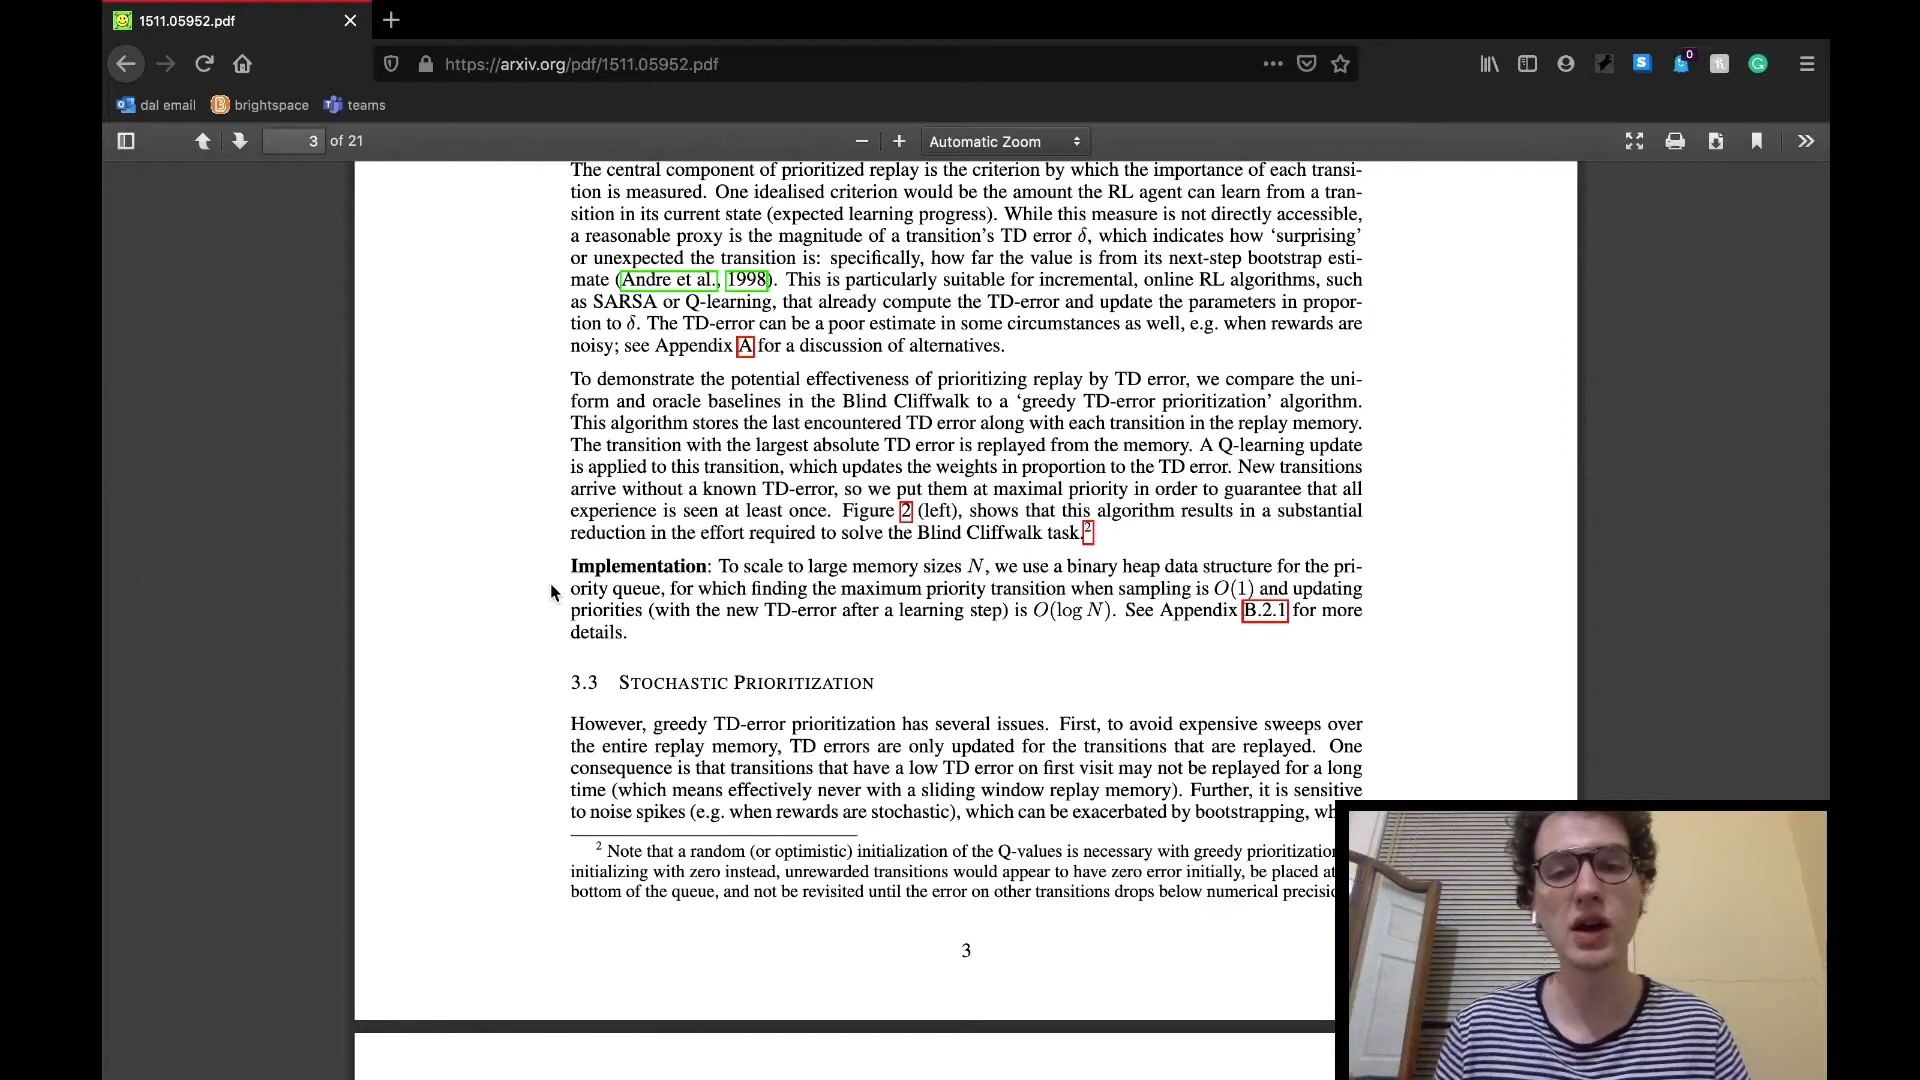 1511.05952.pdf
https://arxiv.org/pdf/1511.05952.pdf
0
dal email brightspace teams
3 of 21 Automatic Zoom
The central component of prioritized replay is the criterion by which the importance of each transi-
tion is measured. One idealised criterion would be the amount the RL agent can learn from a tran-
sition in its current state (expected learning progress). While this measure is not directly accessible,
a reasonable proxy is the magnitude of a transition's TD error δ, which indicates how ‘surprising’
or unexpected the transition is: specifically, how far the value is from its next-step bootstrap esti-
mate (Andre et al., 1998). This is particularly suitable for incremental, online RL algorithms, such
as SARSA or Q-learning, that already compute the TD-error and update the parameters in propor-
tion to δ. The TD-error can be a poor estimate in some circumstances as well, e.g. when rewards are
noisy; see Appendix A for a discussion of alternatives.
To demonstrate the potential effectiveness of prioritizing replay by TD error, we compare the uni-
form and oracle baselines in the Blind Cliffwalk to a ‘greedy TD-error prioritization’ algorithm.
This algorithm stores the last encountered TD error along with each transition in the replay memory.
The transition with the largest absolute TD error is replayed from the memory. A Q-learning update
is applied to this transition, which updates the weights in proportion to the TD error. New transitions
arrive without a known TD-error, so we put them at maximal priority in order to guarantee that all
experience is seen at least once. Figure 2 (left), shows that this algorithm results in a substantial
reduction in the effort required to solve the Blind Cliffwalk task.2
Implementation: To scale to large memory sizes N, we use a binary heap data structure for the pri-
ority queue, for which finding the maximum priority transition when sampling is O(1) and updating
priorities (with the new TD-error after a learning step) is O(log N). See Appendix B.2.1 for more
details.
3.3 STOCHASTIC PRIORITIZATION
However, greedy TD-error prioritization has several issues. First, to avoid expensive sweeps over
the entire replay memory, TD errors are only updated for the transitions that are replayed. One
consequence is that transitions that have a low TD error on first visit may not be replayed for a long
time (which means effectively never with a sliding window replay memory). Further, it is sensitive
to noise spikes (e.g. when rewards are stochastic), which can be exacerbated by bootstrapping,
2 Note that a random (or optimistic) initialization of the Q-values is necessary with greedy prioritization
initializing with zero instead, unrewarded transitions would appear to have zero error initially, be placed at
bottom of the queue, and not be revisited until the error on other transitions drops below numerical
3